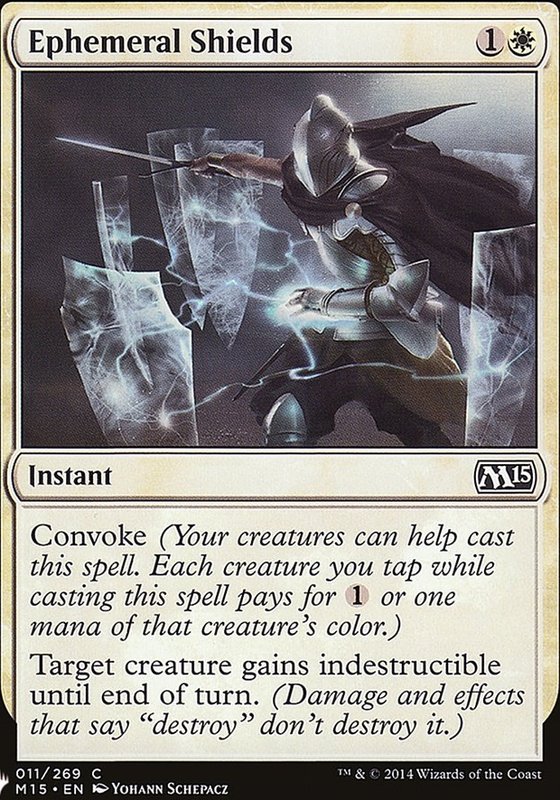 Ephemeral Shields 1
Instant M15
Convoke (Your creatures can help cast
this spell. Each creature you tap while
casting this spell pays for 1 or one
mana of that creature's color.)
Target creature gains indestructible
until end of turn. (Damage and effects
that say “destroy” don't destroy it.)
011/269 C
M15 • EN Yohann Schepacz
™ & © 2014 Wizards of the Coast